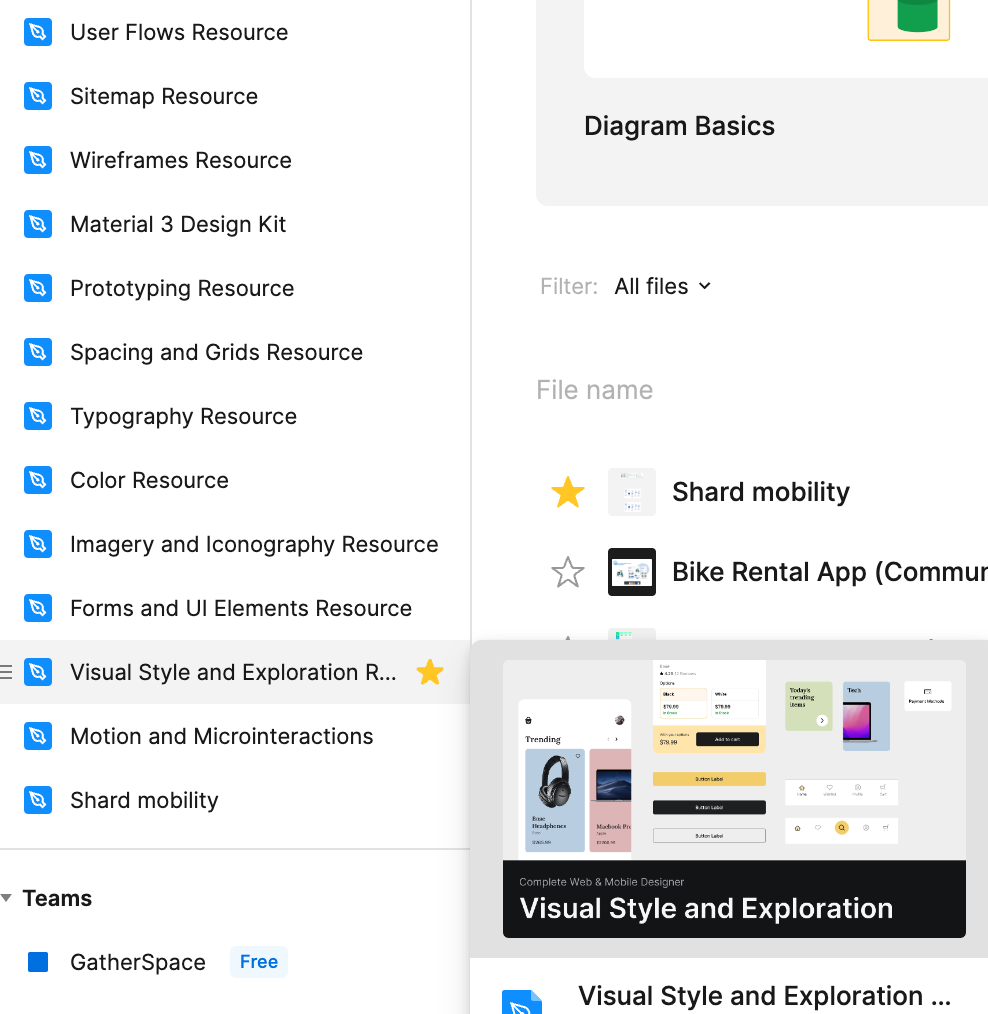 User Flows Resource
Sitemap Resource
Wireframes Resource
Material 3 Design Kit
Prototyping Resource
Spacing and Grids Resource
Typography Resource
Color Resource
Imagery and Iconography Resource
Forms and UI Elements Resource
Visual Style and Exploration R...
Motion and Microinteractions
Shard mobility
Teams
GatherSpace Free
Diagram Basics
Filter: All files
File name
Shard mobility
Bike Rental App (Commun
Trending
Bose
Headphones
Macbook Pro
Options
Black
White
$79.99
$79.99
$79.99
Add to cart
Button Label
Button Label
Button Label
Today's
trending
items
Tech
Payment Methods
Complete Web & Mobile Designer
Visual Style and Exploration
Visual Style and Exploration ...